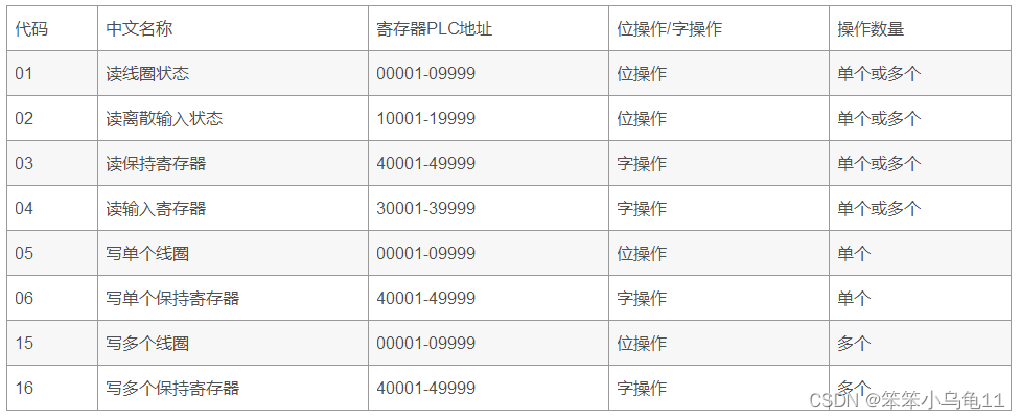 代码 中文名称 寄存器PLC地址 位操作/字操作 操作数量
01 读线圈状态 00001-09999 位操作 单个或多个
02 读离散输入状态 10001-19999 位操作 单个或多个
03 读保持寄存器 40001-49999 字操作 单个或多个
04 读输入寄存器 30001-39999 字操作 单个或多个
05 写单个线圈 00001-09999 位操作 单个
06 写单个保持寄存器 40001-49999 字操作 单个
15 写多个线圈 00001-09999 位操作 多个
16 写多个保持寄存器 40001-49999 字操作 多个
CSDN @笨笨小乌龟11